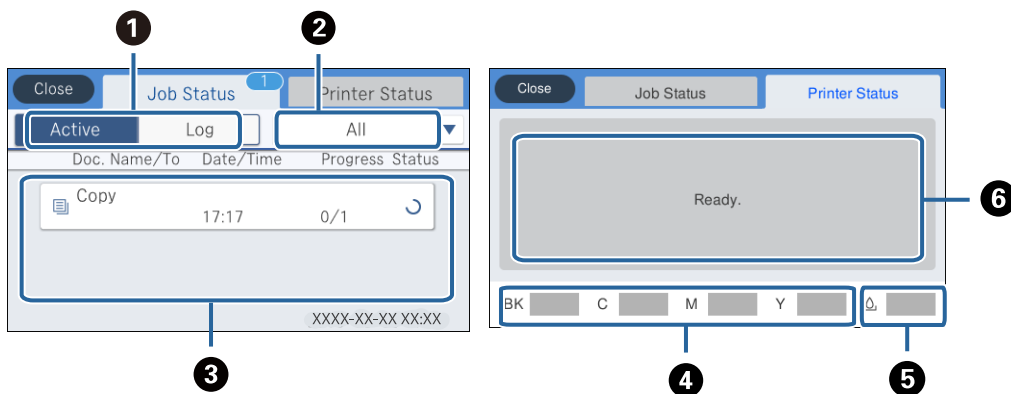 1 2
Close Job Status 1 Printer Status
Active Log All
Doc. Name/To Date/Time Progress Status
Copy
17:17 0/1
XXXX-XX-XX XX:XX
3
Close Job Status Printer Status
Ready.
6
BK C M Y
4 5